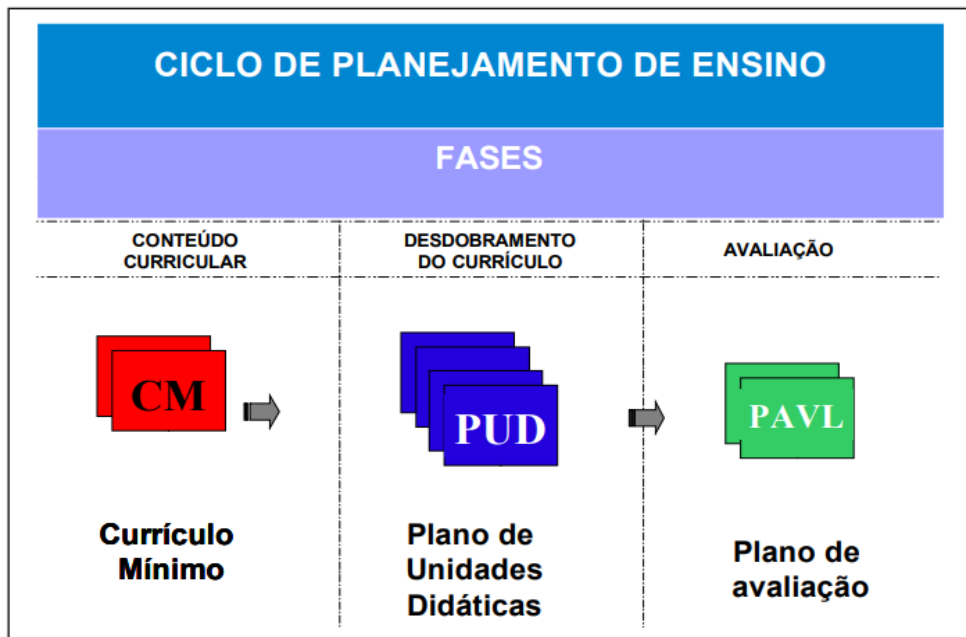 CICLO DE PLANEJAMENTO DE ENSINO
FASES
CONTEÚDO
CURRICULAR
DESDOBRAMENTO
DO CURRÍCULO
AVALIAÇÃO
CM
PUD
PAVL
Currículo
Mínimo
Plano de
Unidades
Didáticas
Plano de
avaliação